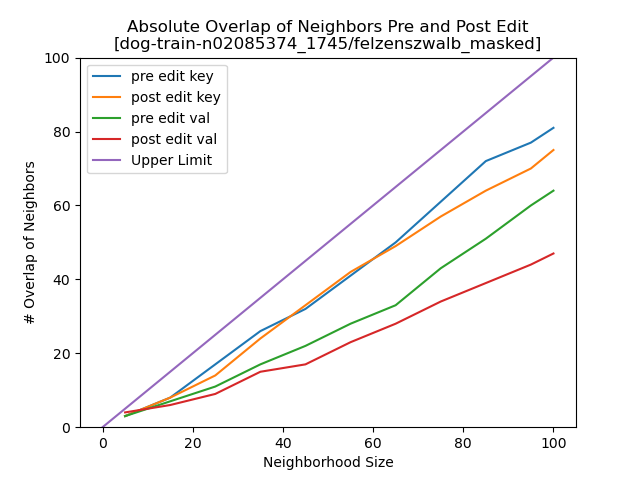 Absolute Overlap of Neighbors Pre and Post Edit
[dog-train-n02085374_1745/felzenszwalb_masked]
100
80
60
40
20
0
# Overlap of Neighbors
pre edit key
post edit key
pre edit val
post edit val
Upper Limit
0 20 40 60 80 100
Neighborhood Size